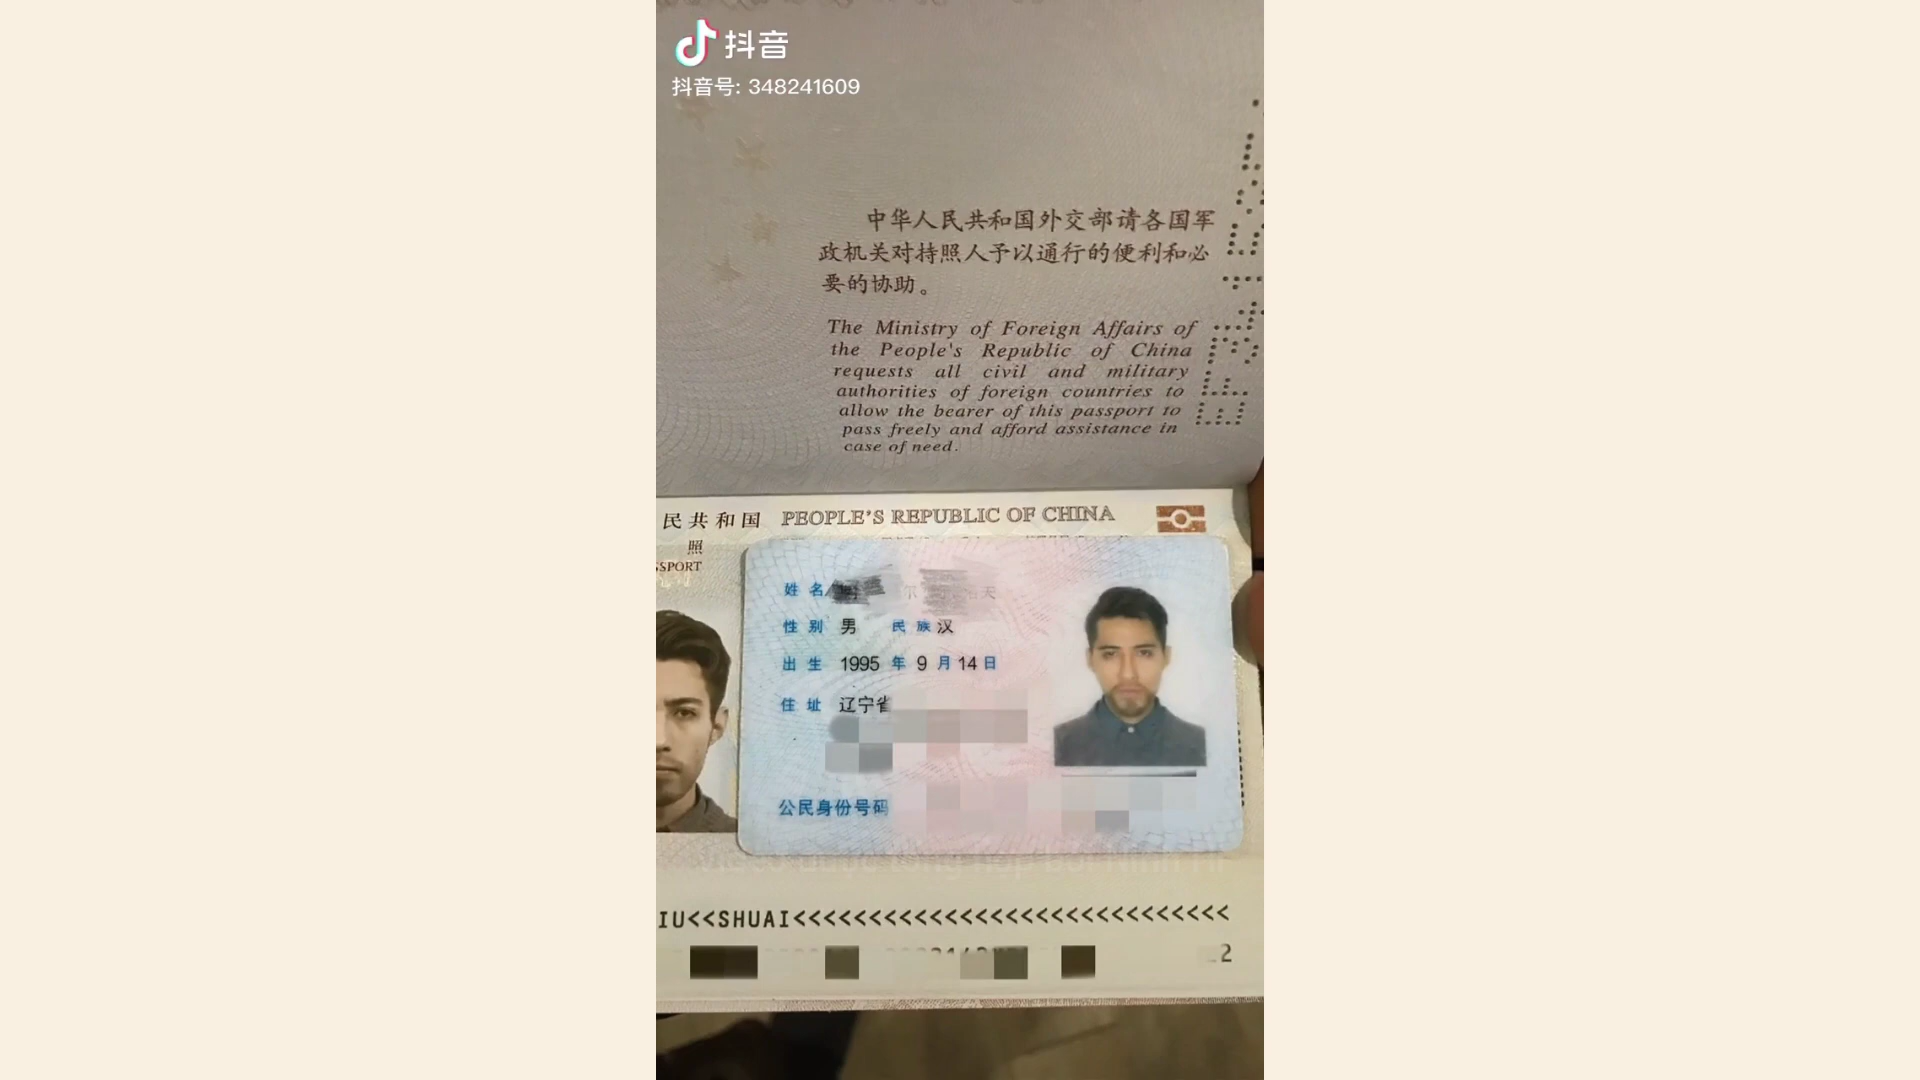 抖音
抖音号: 348241609
中华人民共和国外交部请各国军
政机关对持照人予以通行的便利和必
要的协助。
The Ministry of Foreign Affairs of
the People's Republic of China
requests all civil and military
authorities of foreign countries to
allow the bearer of this passport to
pass freely and afford assistance in
case of need.
民共和国 PEOPLE'S REPUBLIC OF CHINA
照
SSPORT
姓名
性别 男 民族 汉
出生 1995 年 9 月 14 日
住址 辽宁省
公民身份号码
IU<<SHUAI<<<<<<<<<<<<<<<<<<<<<<<<<<<<<
2